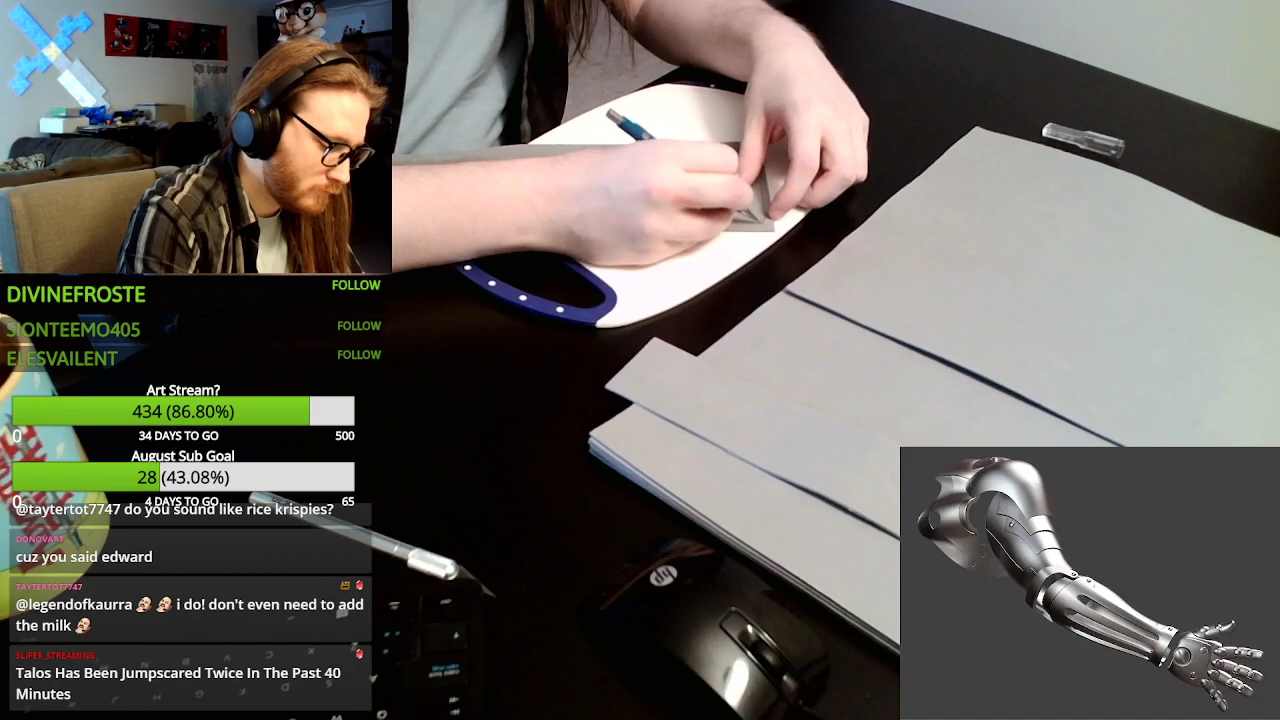 DIVINEFROSTE FOLLOW
SIONTEEMO405 FOLLOW
ELESVAILENT FOLLOW
Art Stream?
434 (86.80%)
0 34 DAYS TO GO 500
August Sub Goal
28 (43.08%)
0 4 DAYS TO GO 65
@taytertot7747 do you sound like rice krispies?
DONOVART
cuz you said edward
TAYTERTOT7747
@legendofkaurra i do! don't even need to add
the milk
SLIFER_STREAMING
Talos Has Been Jumpscared Twice In The Past 40
Minutes
hp